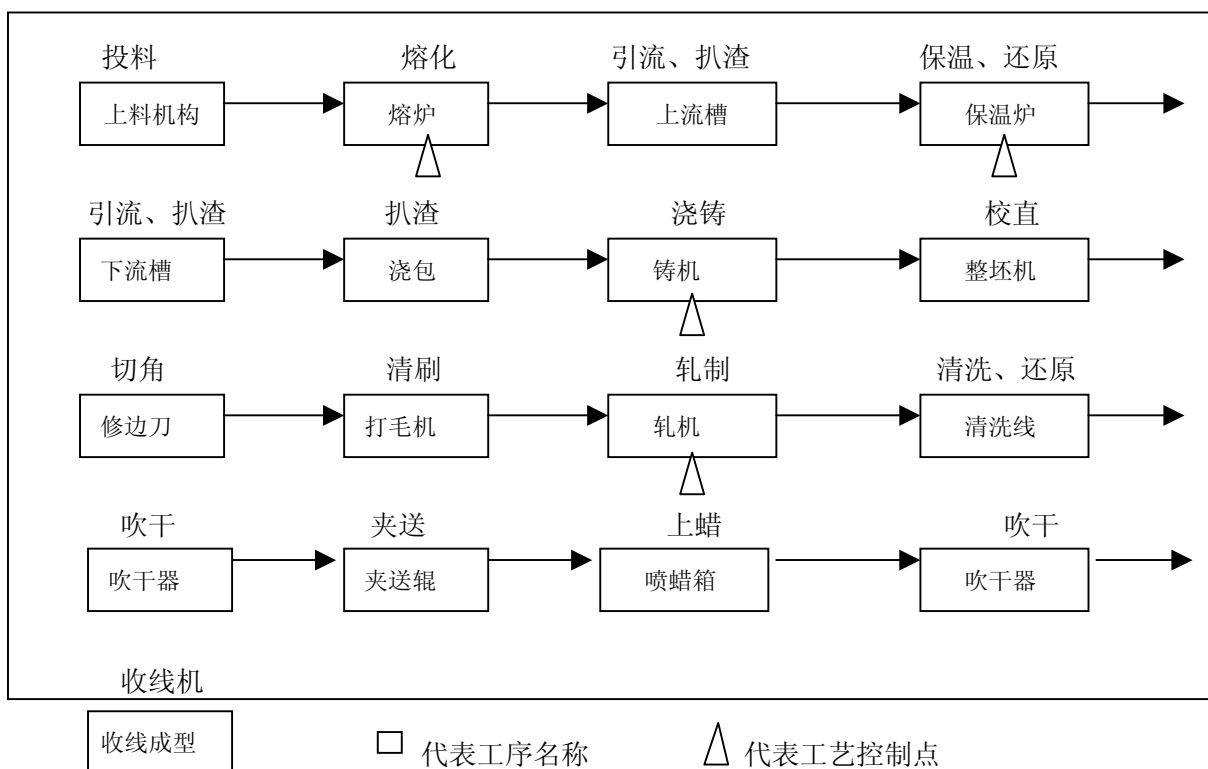 投料 熔化 引流、扒渣 保温、还原
上料机构 熔炉 上流槽 保温炉
引流、扒渣 扒渣 浇铸 校直
下流槽 浇包 铸机 整坯机
切角 清刷 轧制 清洗、还原
修边刀 打毛机 轧机 清洗线
吹干 夹送 上蜡 吹干
吹干器 夹送辊 喷蜡箱 吹干器
收线机
收线成型 代表工序名称 代表工艺控制点